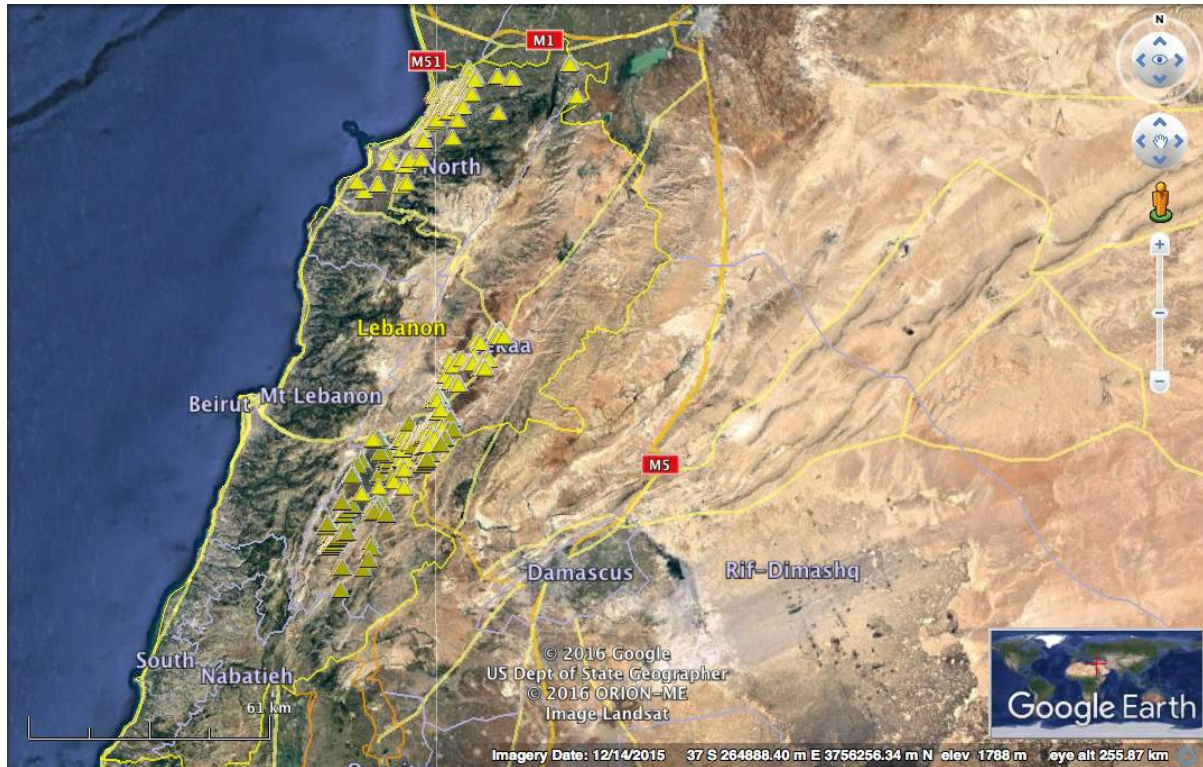 N
M1
M51
North
Lebanon
ekaa
Beirut
Mt Lebanon
M5
Damascus
Rif-Dimashq
South
Nabatieh
61 km
© 2016 Google
US Dept of State Geographer
© 2016 ORION-ME
Image Landsat
Google Earth
Imagery Date: 12/14/2015 37 S 264888.40 m E 3756256.34 m N elev 1788 m eye alt 255.87 km